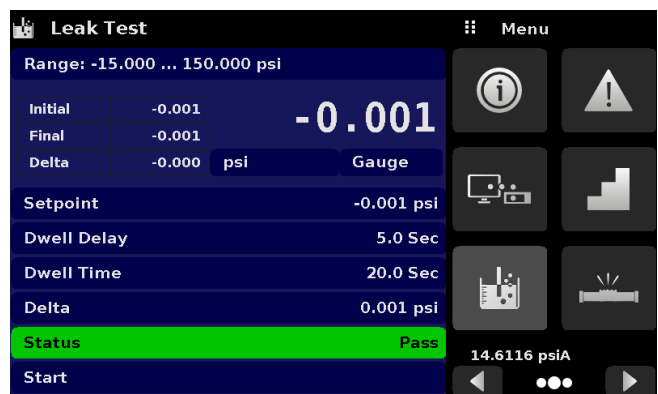 Leak Test
Menu
Range: -15.000 ... 150.000 psi
Initial -0.001
Final -0.001
-0.001
Delta -0.000 psi Gauge
Setpoint -0.001 psi
Dwell Delay 5.0 Sec
Dwell Time 20.0 Sec
Delta 0.001 psi
Status Pass
Start
14.6116 psiA